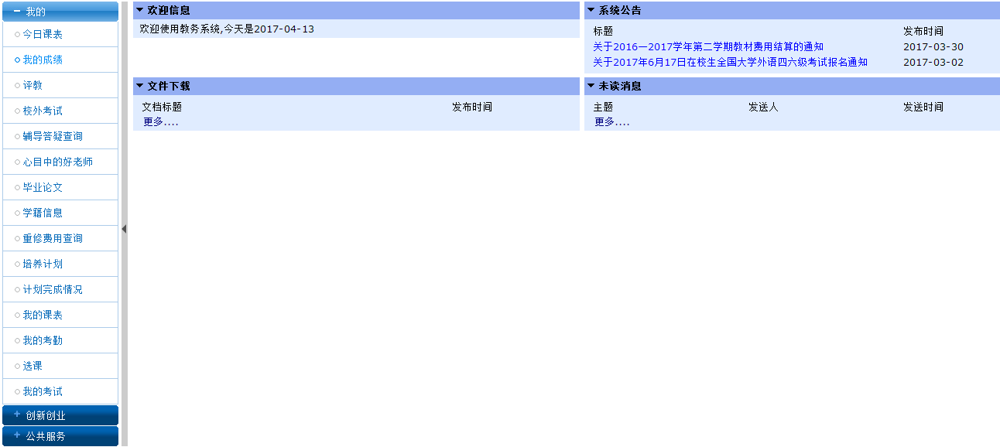 我的
今日课表
我的成绩
评教
校外考试
辅导答疑查询
心目中的好老师
毕业论文
学籍信息
重修费用查询
培养计划
计划完成情况
我的课表
我的考勤
选课
我的考试
创新创业
公共服务
欢迎信息
欢迎使用教务系统,今天是2017-04-13
系统公告
标题 发布时间
关于2016—2017学年第二学期教材费用结算的通知 2017-03-30
关于2017年6月17日在校生全国大学外语四六级考试报名通知 2017-03-02
文件下载
文档标题 发布时间
更多....
未读消息
主题 发送人 发送时间
更多....